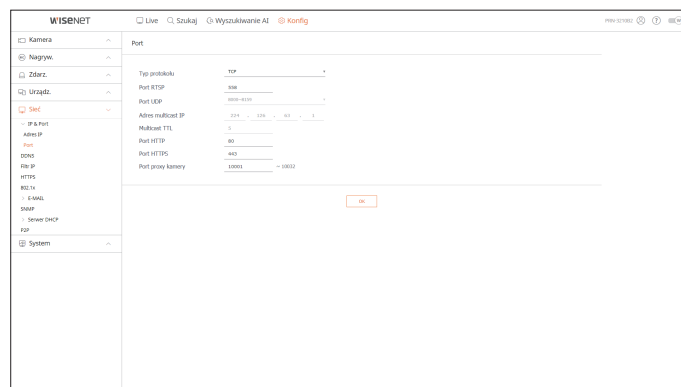 WISENET
Live Szukaj Wyszukiwanie AI Konfig
Kamera
Nagryw.
Zdarz.
Urządz.
Sieć
IP & Port
Adres IP
Port
DDNS
Filtr IP
HTTPS
802.1x
E-MAIL
SNMP
Serwer DHCP
P2P
System
Port
Typ protokołu TCP
Port RTSP 558
Port UDP
Adres multicast IP
Multicast TTL
Port HTTP 80
Port HTTPS 443
Port proxy kamery 10001 ~ 10032
OK